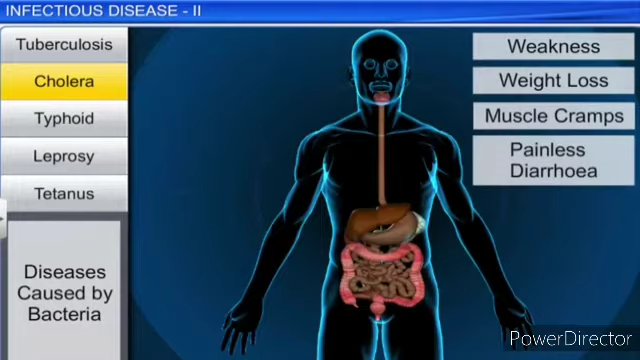 INFECTIOUS DISEASE - II
Tuberculosis
Cholera
Typhoid
Leprosy
Tetanus
Diseases
Caused by
Bacteria
Weakness
Weight Loss
Muscle Cramps
Painless
Diarrhoea
PowerDirector